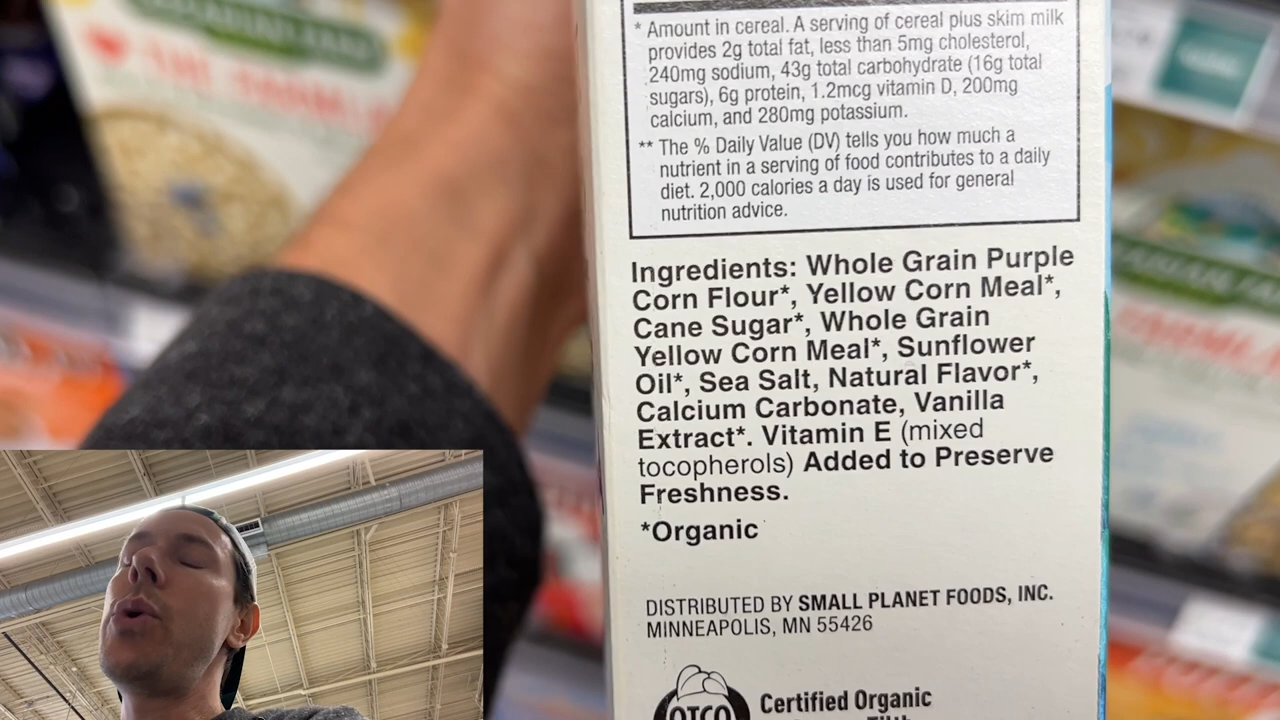 * Amount in cereal. A serving of cereal plus skim milk
provides 2g total fat, less than 5mg cholesterol,
240mg sodium, 43g total carbohydrate (16g total
sugars), 6g protein, 1.2mcg vitamin D, 200mg
calcium, and 280mg potassium.
** The % Daily Value (DV) tells you how much a
nutrient in a serving of food contributes to a daily
diet. 2,000 calories a day is used for general
nutrition advice.
Ingredients: Whole Grain Purple
Corn Flour*, Yellow Corn Meal*,
Cane Sugar*, Whole Grain
Yellow Corn Meal*, Sunflower
Oil*, Sea Salt, Natural Flavor*,
Calcium Carbonate, Vanilla
Extract*. Vitamin E (mixed
tocopherols) Added to Preserve
Freshness.
*Organic
DISTRIBUTED BY SMALL PLANET FOODS, INC.
MINNEAPOLIS, MN 55426
OTCO
Certified Organic